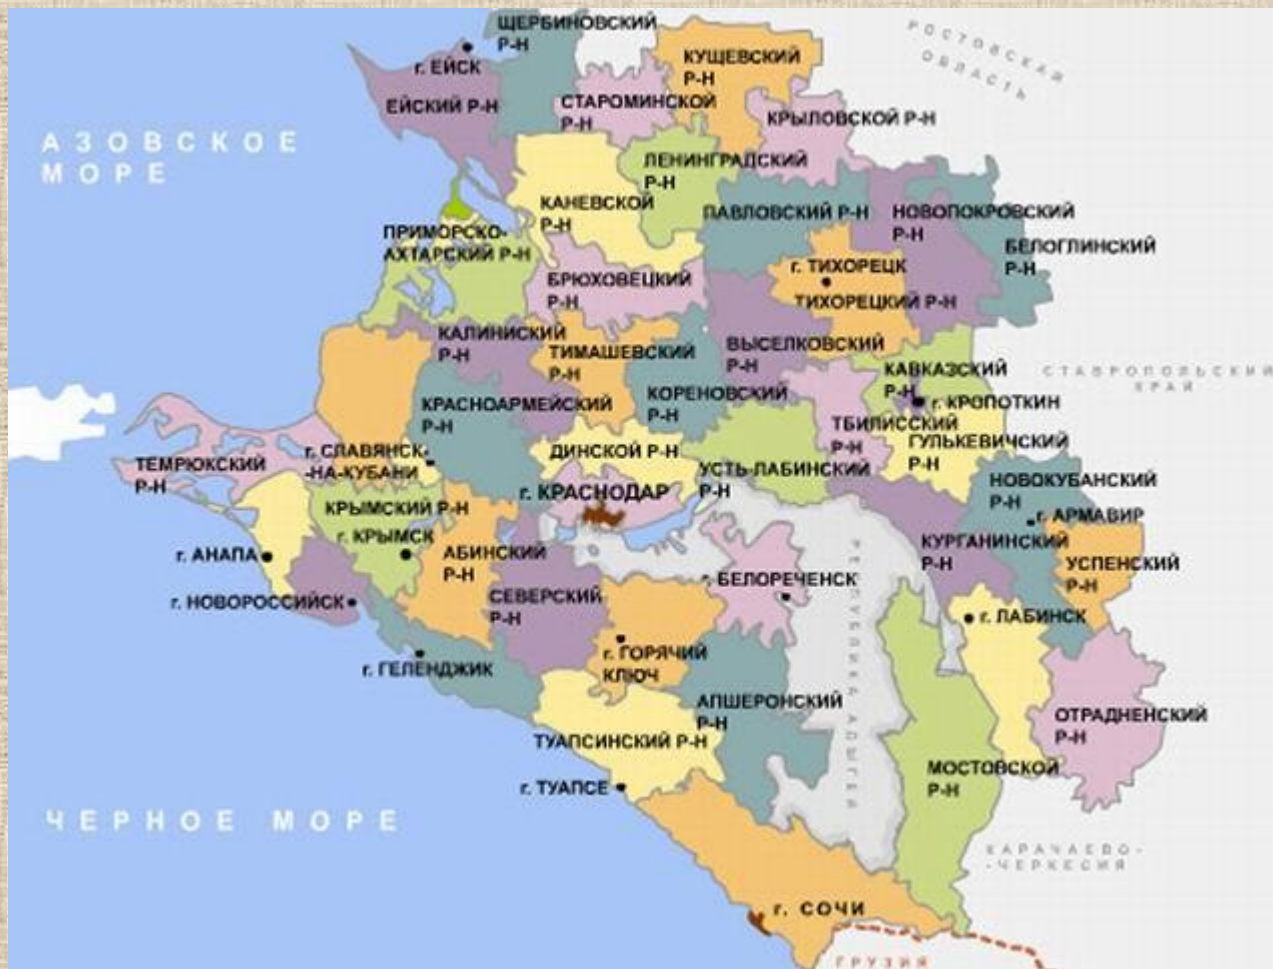 ЩЕРБИНОВСКИЙ
Р-Н
РОСТОВСКАЯ
ОБЛАСТЬ
г. ЕЙСК
КУЩЕВСКИЙ
Р-Н
ЕЙСКИЙ Р-Н
СТАРОМИНСКОЙ
Р-Н
КРЫЛОВСКОЙ Р-Н
АЗОВСКОЕ
МОРЕ
ЛЕНИНГРАДСКИЙ
Р-Н
КАНЕВСКОЙ
Р-Н
ПАВЛОВСКИЙ Р-Н
НОВОПОКРОВСКИЙ
Р-Н
ПРИМОРСКО-
АХТАРСКИЙ Р-Н
БЕЛОГЛИНСКИЙ
Р-Н
БРЮХОВЕЦКИЙ
Р-Н
г. ТИХОРЕЦК
ТИХОРЕЦКИЙ Р-Н
КАЛИНИСКИЙ
Р-Н
ТИМАШЕВСКИЙ
Р-Н
ВЫСЕЛКОВСКИЙ
Р-Н
КАВКАЗСКИЙ
Р-Н
СТАВРОПОЛЬСКИЙ
КРАЙ
КРАСНОАРМЕЙСКИЙ
Р-Н
КОРЕНОВСКИЙ
Р-Н
г. КРОПОТКИН
ТБИЛИССКИЙ
Р-Н
ГУЛЬКЕВИЧСКИЙ
Р-Н
г. СЛАВЯНСК-
-НА-КУБАНИ
ДИНСКОЙ Р-Н
ТЕМРЮКСКИЙ
Р-Н
УСТЬ-ЛАБИНСКИЙ
Р-Н
НОВОКУБАНСКИЙ
Р-Н
г. КРАСНОДАР
КРЫМСКИЙ Р-Н
г. АРМАВИР
г. КРЫМСК
КУРГАНИНСКИЙ
Р-Н
г. АНАПА
АБИНСКИЙ
Р-Н
УСПЕНСКИЙ
Р-Н
г. БЕЛОРЕЧЕНСК
РЕСПУБЛИКА АДЫГЕЯ
г. НОВОРОССИЙСК
СЕВЕРСКИЙ
Р-Н
г. ЛАБИНСК
г. ГЕЛЕНДЖИК
г. ГОРЯЧИЙ
КЛЮЧ
АПШЕРОНСКИЙ
Р-Н
ОТРАДНЕНСКИЙ
Р-Н
ТУАПСИНСКИЙ Р-Н
МОСТОВСКОЙ
Р-Н
г. ТУАПСЕ
ЧЕРНОЕ МОРЕ
КАРАЧАЕВО-
-ЧЕРКЕСИЯ
г. СОЧИ
ГРУЗИЯ